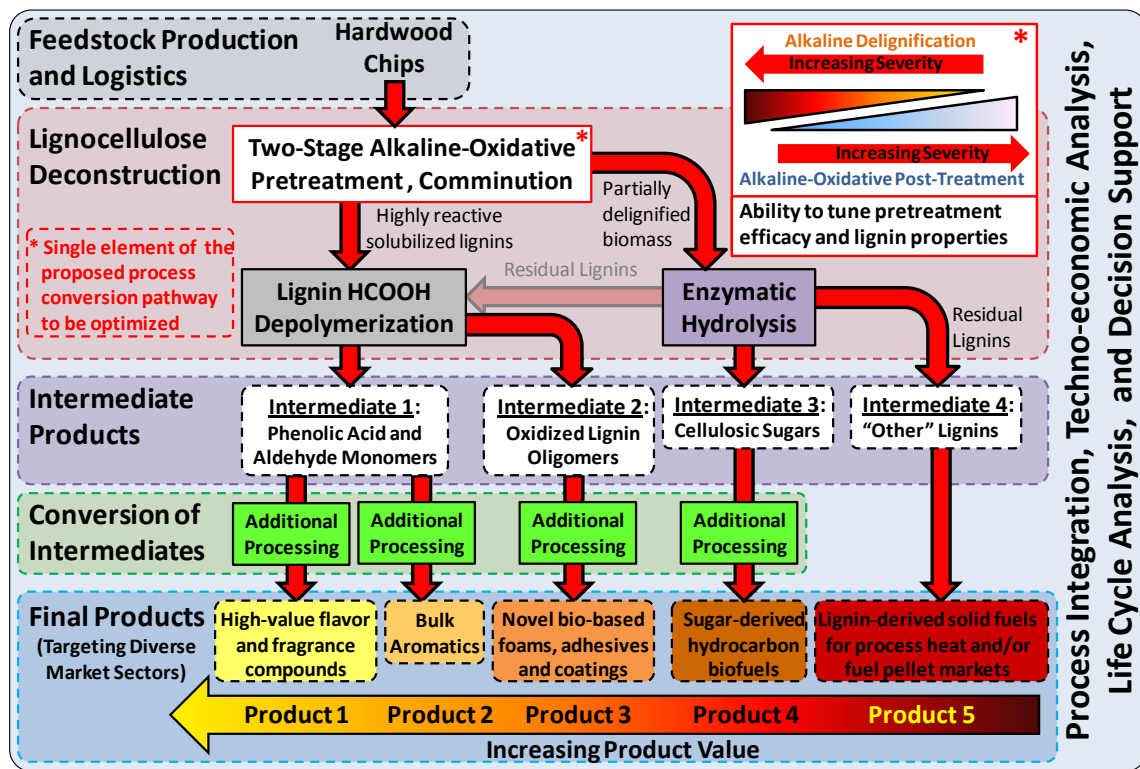 Feedstock Production
and Logistics
Hardwood
Chips
Alkaline Delignification
*
Increasing Severity
Increasing Severity
Alkaline-Oxidative Post-Treatment
Ability to tune pretreatment
efficacy and lignin properties
Lignocellulose
Deconstruction
Two-Stage Alkaline-Oxidative
Pretreatment , Comminution
*
Highly reactive
solubilized lignins
Partially
delignified
biomass
* Single element of the
proposed process
conversion pathway
to be optimized
Lignin HCOOH
Depolymerization
Residual Lignins
Enzymatic
Hydrolysis
Residual
Lignins
Intermediate
Products
Intermediate 1:
Phenolic Acid and
Aldehyde Monomers
Intermediate 2:
Oxidized Lignin
Oligomers
Intermediate 3:
Cellulosic Sugars
Intermediate 4:
“Other” Lignins
Conversion of
Intermediates
Additional
Processing
Additional
Processing
Additional
Processing
Additional
Processing
Final Products
(Targeting Diverse
Market Sectors)
High-value flavor
and fragrance
compounds
Bulk
Aromatics
Novel bio-based
foams, adhesives
and coatings
Sugar-derived
hydrocarbon
biofuels
Lignin-derived solid fuels
for process heat and/or
fuel pellet markets
Product 1
Product 2
Product 3
Product 4
Product 5
Increasing Product Value
Process Integration, Techno-economic Analysis,
Life Cycle Analysis, and Decision Support